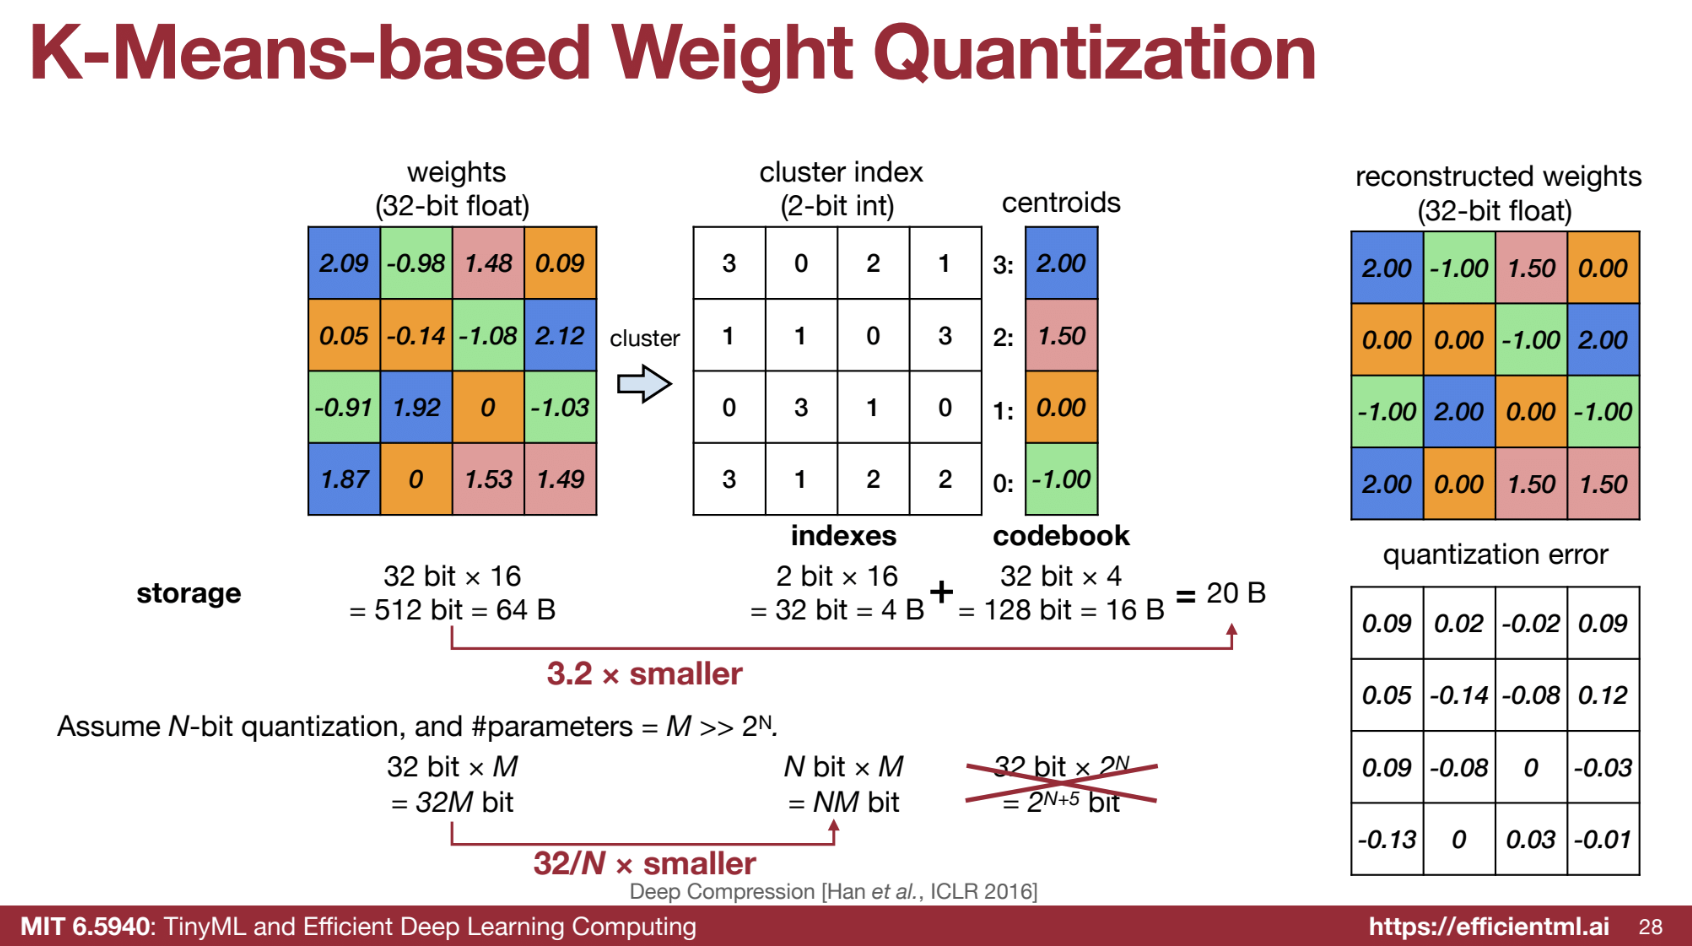 K-Means-based Weight Quantization
weights
(32-bit float)
2.09 -0.98 1.48 0.09
0.05 -0.14 -1.08 2.12
-0.91 1.92 0 -1.03
1.87 0 1.53 1.49
cluster
cluster index
(2-bit int)
3 0 2 1
1 1 0 3
0 3 1 0
3 1 2 2
indexes
centroids
3: 2.00
2: 1.50
1: 0.00
0: -1.00
codebook
reconstructed weights
(32-bit float)
2.00 -1.00 1.50 0.00
0.00 0.00 -1.00 2.00
-1.00 2.00 0.00 -1.00
2.00 0.00 1.50 1.50
quantization error
0.09 0.02 -0.02 0.09
0.05 -0.14 -0.08 0.12
0.09 -0.08 0 -0.03
-0.13 0 0.03 -0.01
storage
32 bit × 16
= 512 bit = 64 B
2 bit × 16
= 32 bit = 4 B
+
32 bit × 4
= 128 bit = 16 B
= 20 B
3.2 × smaller
Assume N-bit quantization, and #parameters = M >> 2ᴺ.
32 bit × M
= 32M bit
N bit × M
= NM bit
32 bit × 2ᴺ
= 2ᴺ⁺⁵ bit
32/N × smaller
Deep Compression [Han et al., ICLR 2016]
MIT 6.5940: TinyML and Efficient Deep Learning Computing
https://efficientml.ai 28